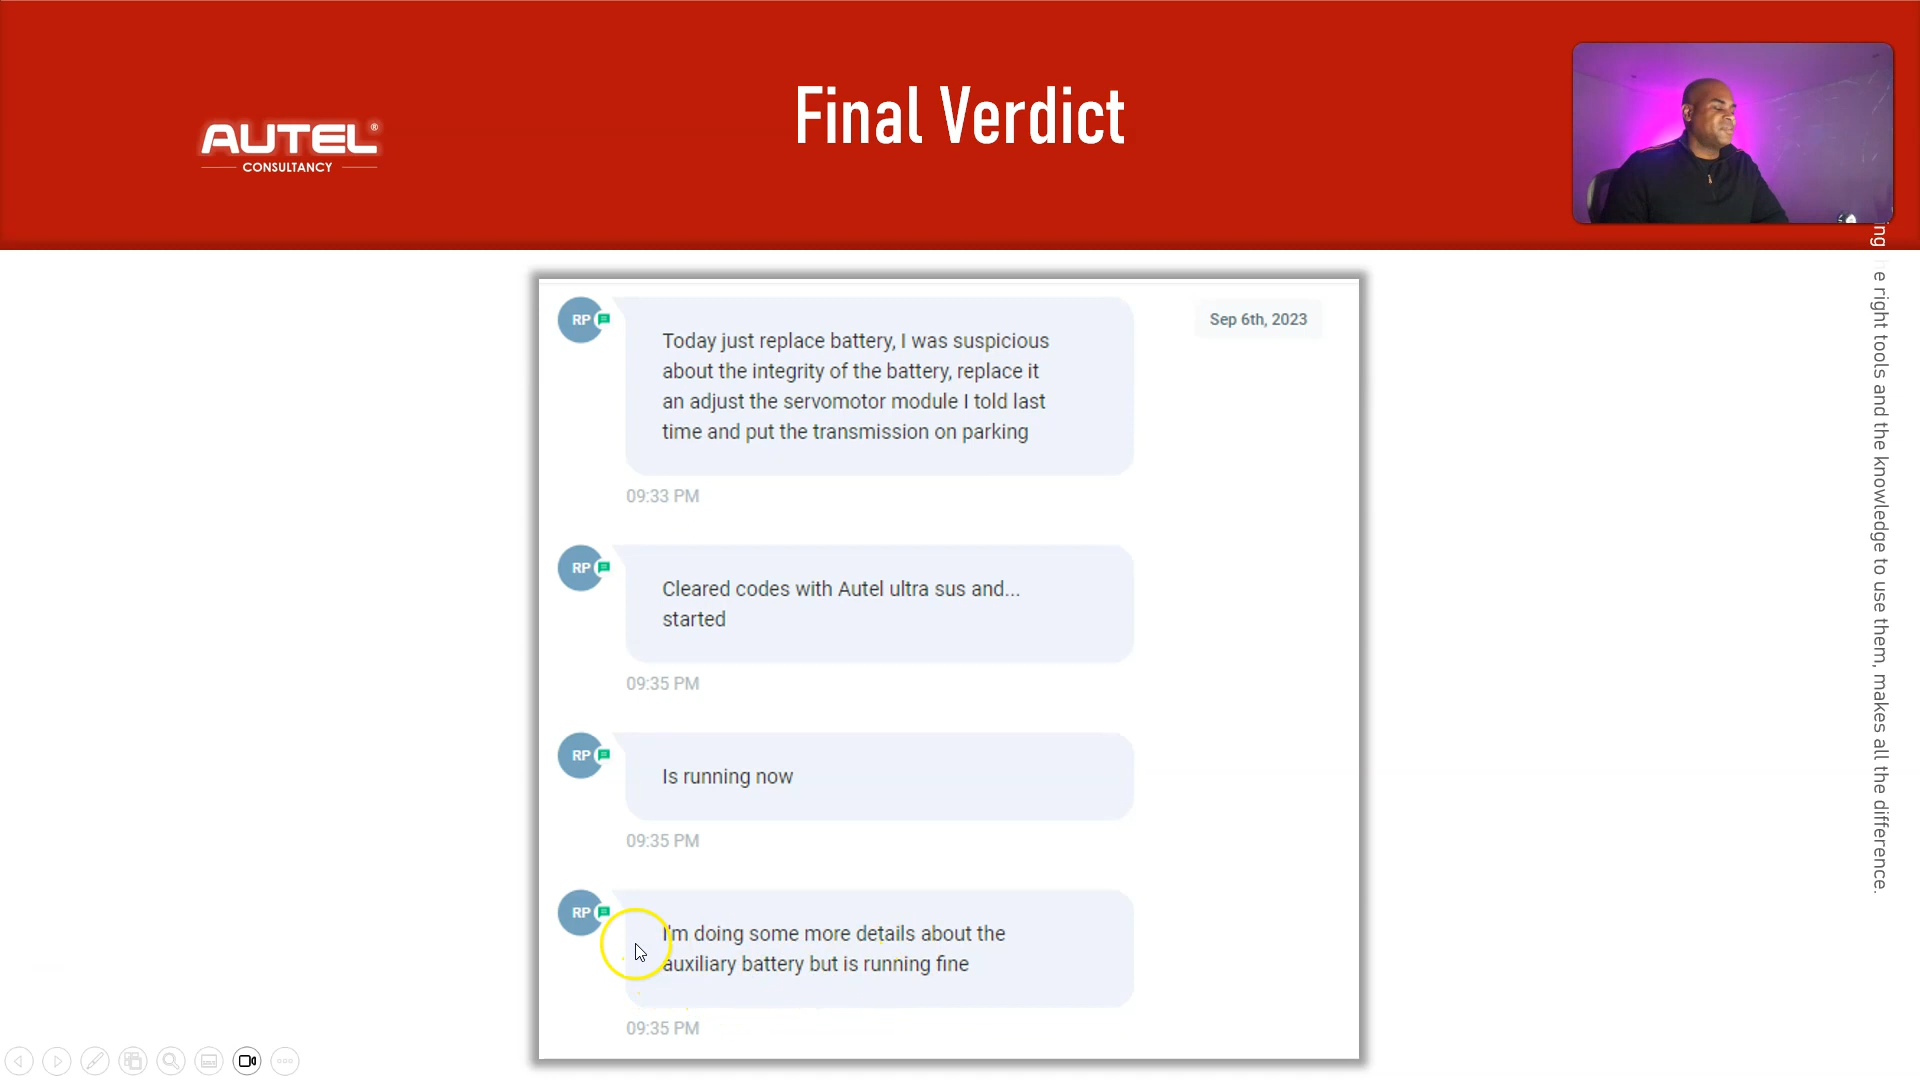 Final Verdict
AUTEL®
CONSULTANCY
RP
Today just replace battery, I was suspicious
about the integrity of the battery, replace it
an adjust the servomotor module I told last
time and put the transmission on parking
Sep 6th, 2023
09:33 PM
RP
Cleared codes with Autel ultra sus and...
started
09:35 PM
RP
Is running now
09:35 PM
RP
I'm doing some more details about the
auxiliary battery but is running fine
09:35 PM
e right tools and the knowledge to use them, makes all the difference.